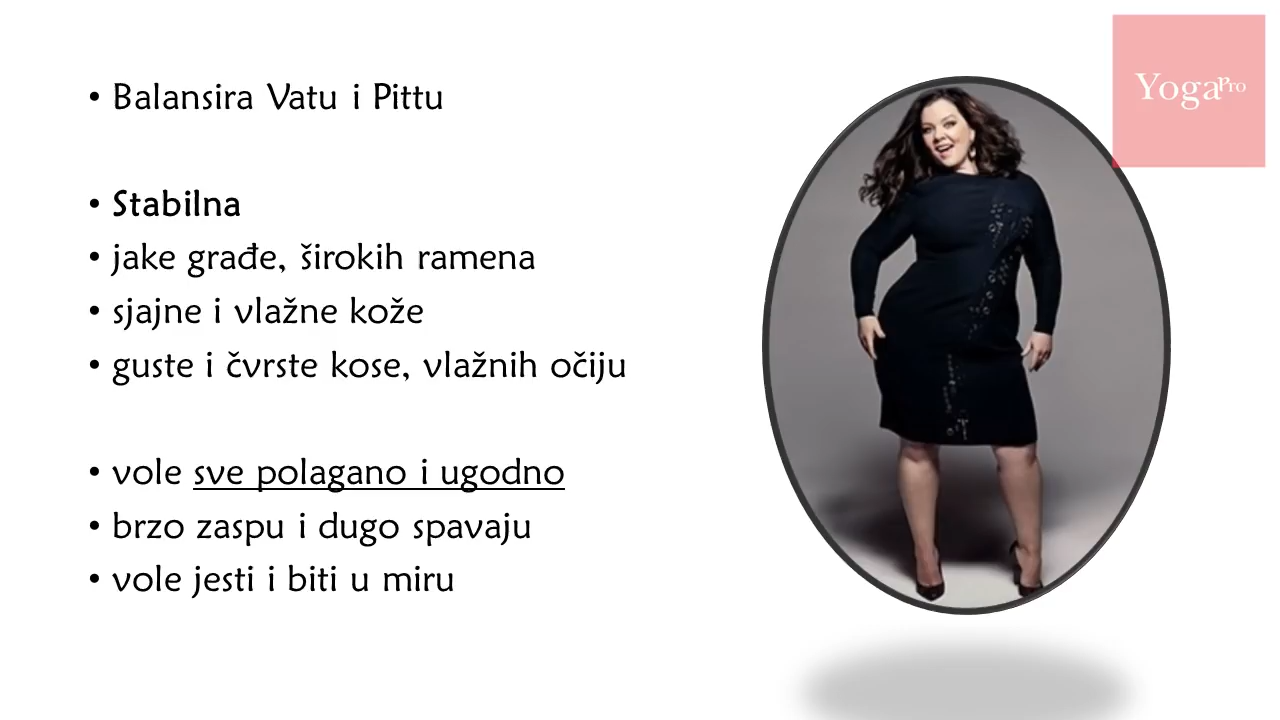 • Balansira Vatu i Pittu
• Stabilna
• jake građe, širokih ramena
• sjajne i vlažne kože
• guste i čvrste kose, vlažnih očiju
• vole sve polagano i ugodno
• brzo zaspu i dugo spavaju
• vole jesti i biti u miru
YogaPro